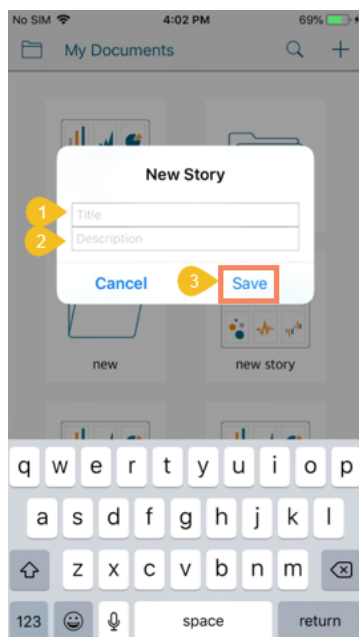 No SIM 4:02 PM 69%
My Documents
New Story
1 Title
2 Description
Cancel 3 Save
new new story
q w e r t y u i o p
a s d f g h j k l
z x c v b n m
123 space return